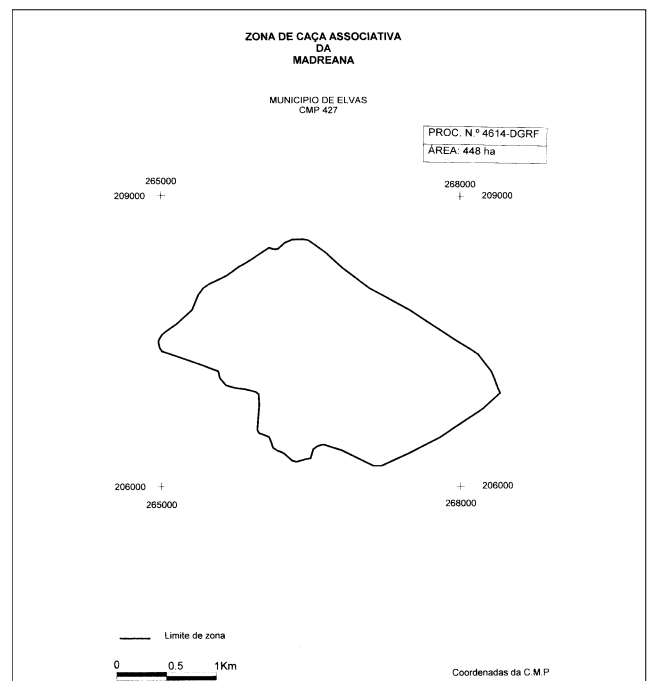 ZONA DE CAÇA ASSOCIATIVA
DA
MADREANA
MUNICIPIO DE ELVAS
CMP 427
PROC. N.º 4614-DGRF
ÁREA: 448 ha
265000
268000
209000
209000
206000
206000
265000
268000
Limite de zona
0 0.5 1Km
Coordenadas da C.M.P